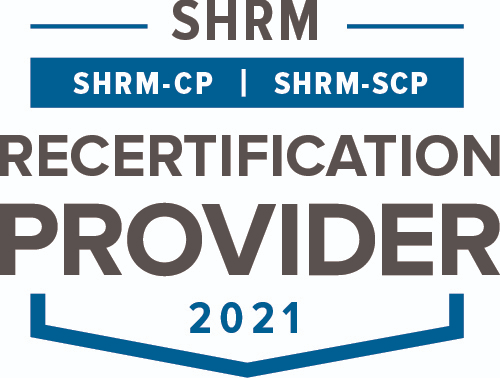 SHRM
SHRM-CP | SHRM-SCP
RECERTIFICATION
PROVIDER
2021